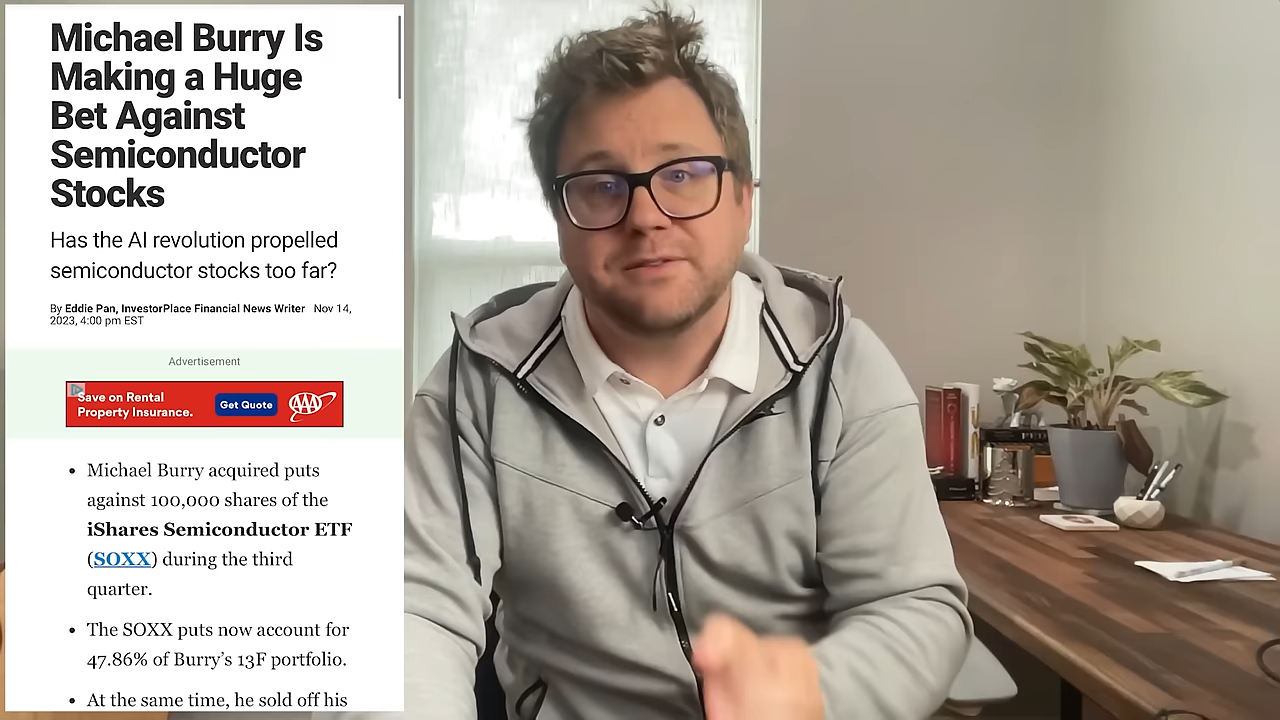 Michael Burry Is
Making a Huge
Bet Against
Semiconductor
Stocks
Has the AI revolution propelled
semiconductor stocks too far?
By Eddie Pan, InvestorPlace Financial News Writer Nov 14,
2023, 4:00 pm EST
Advertisement
Save on Rental
Property Insurance.
Get Quote
AAA
• Michael Burry acquired puts
against 100,000 shares of the
iShares Semiconductor ETF
(SOXX) during the third
quarter.
• The SOXX puts now account for
47.86% of Burry’s 13F portfolio.
• At the same time, he sold off his